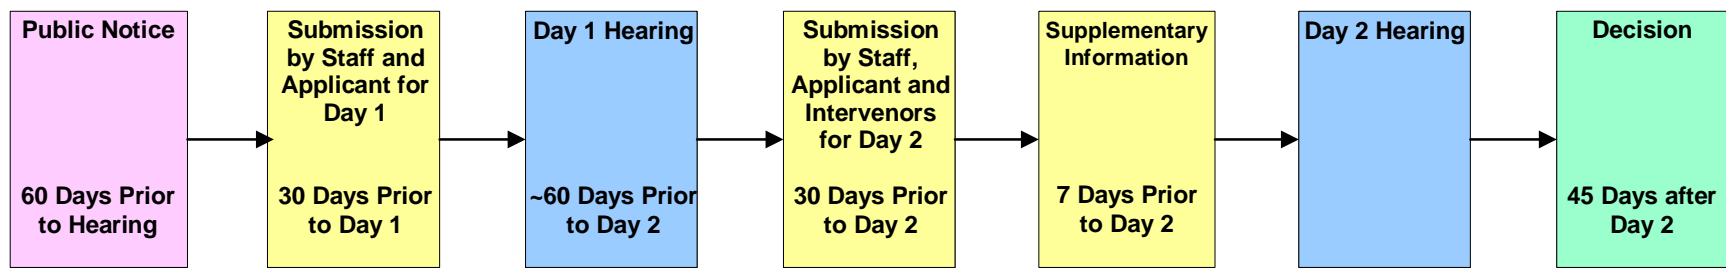 Public Notice
60 Days Prior
to Hearing
Submission
by Staff and
Applicant for
Day 1
30 Days Prior
to Day 1
Day 1 Hearing
~60 Days Prior
to Day 2
Submission
by Staff,
Applicant and
Intervenors
for Day 2
30 Days Prior
to Day 2
Supplementary
Information
7 Days Prior
to Day 2
Day 2 Hearing
Decision
45 Days after
Day 2